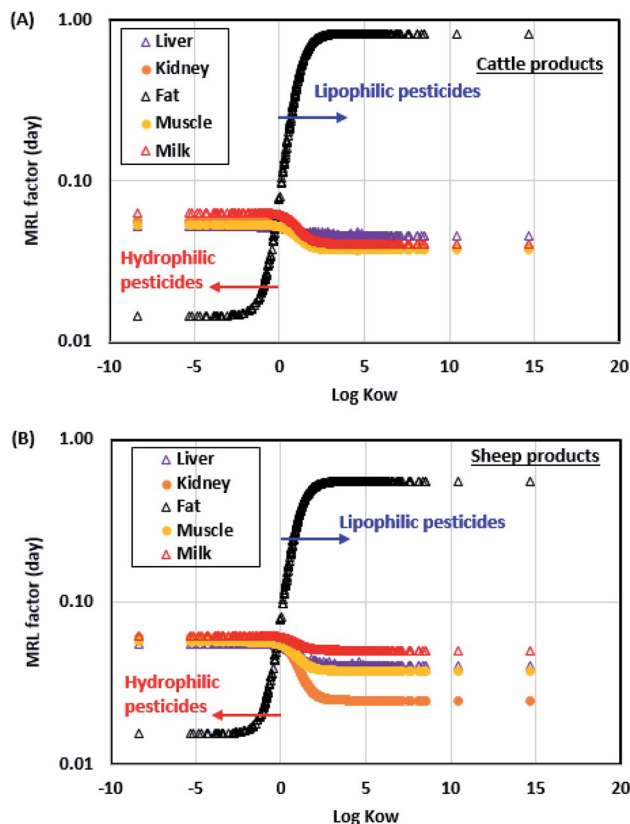 (A)
1.00
0.10
0.01
MRL factor (day)
Liver
Kidney
Fat
Muscle
Milk
Cattle products
Lipophilic pesticides
Hydrophilic
pesticides
-10
-5
0
5
10
15
20
Log Kow
(B)
1.00
0.10
0.01
MRL factor (day)
Liver
Kidney
Fat
Muscle
Milk
Sheep products
Lipophilic pesticides
Hydrophilic
pesticides
-10
-5
0
5
10
15
20
Log Kow